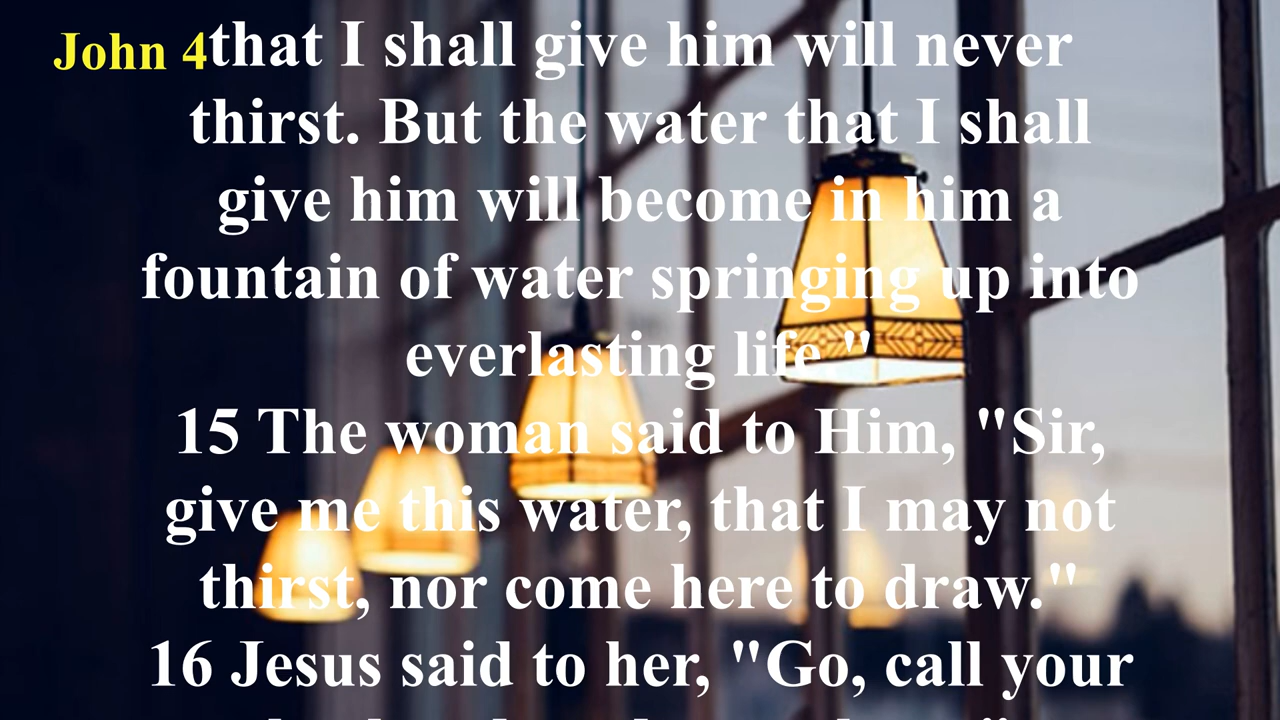 John 4
that I shall give him will never
thirst. But the water that I shall
give him will become in him a
fountain of water springing up into
everlasting life."
15 The woman said to Him, "Sir,
give me this water, that I may not
thirst, nor come here to draw."
16 Jesus said to her, "Go, call your